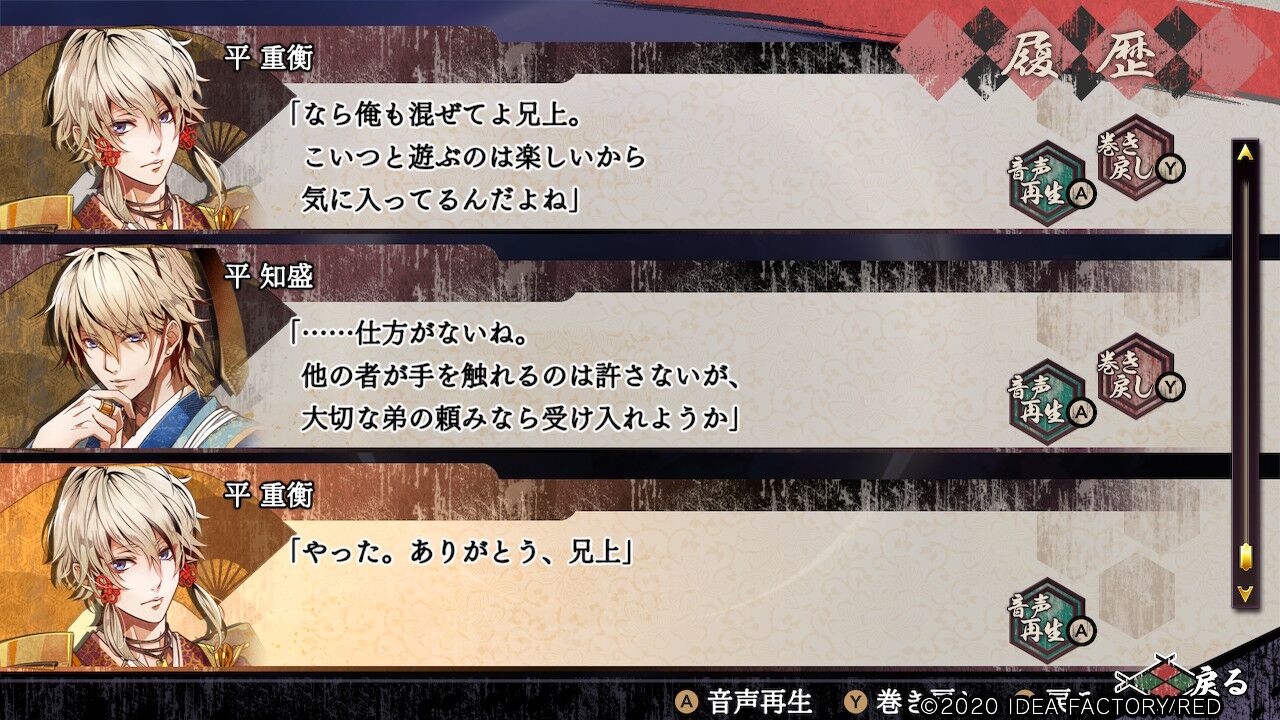 履歴
平 重衡
「なら俺も混ぜてよ兄上。
こいつと遊ぶのは楽しいから
気に入ってるんだよね」
音声
再生 A
巻き
戻し Y
平 知盛
「……仕方がないね。
他の者が手を触れるのは許さないが、
大切な弟の頼みなら受け入れようか」
音声
再生 A
巻き
戻し Y
平 重衡
「やった。ありがとう、兄上」
音声
再生 A
戻る
A 音声再生 Y 巻き
©2020 IDEA FACTORY/RED